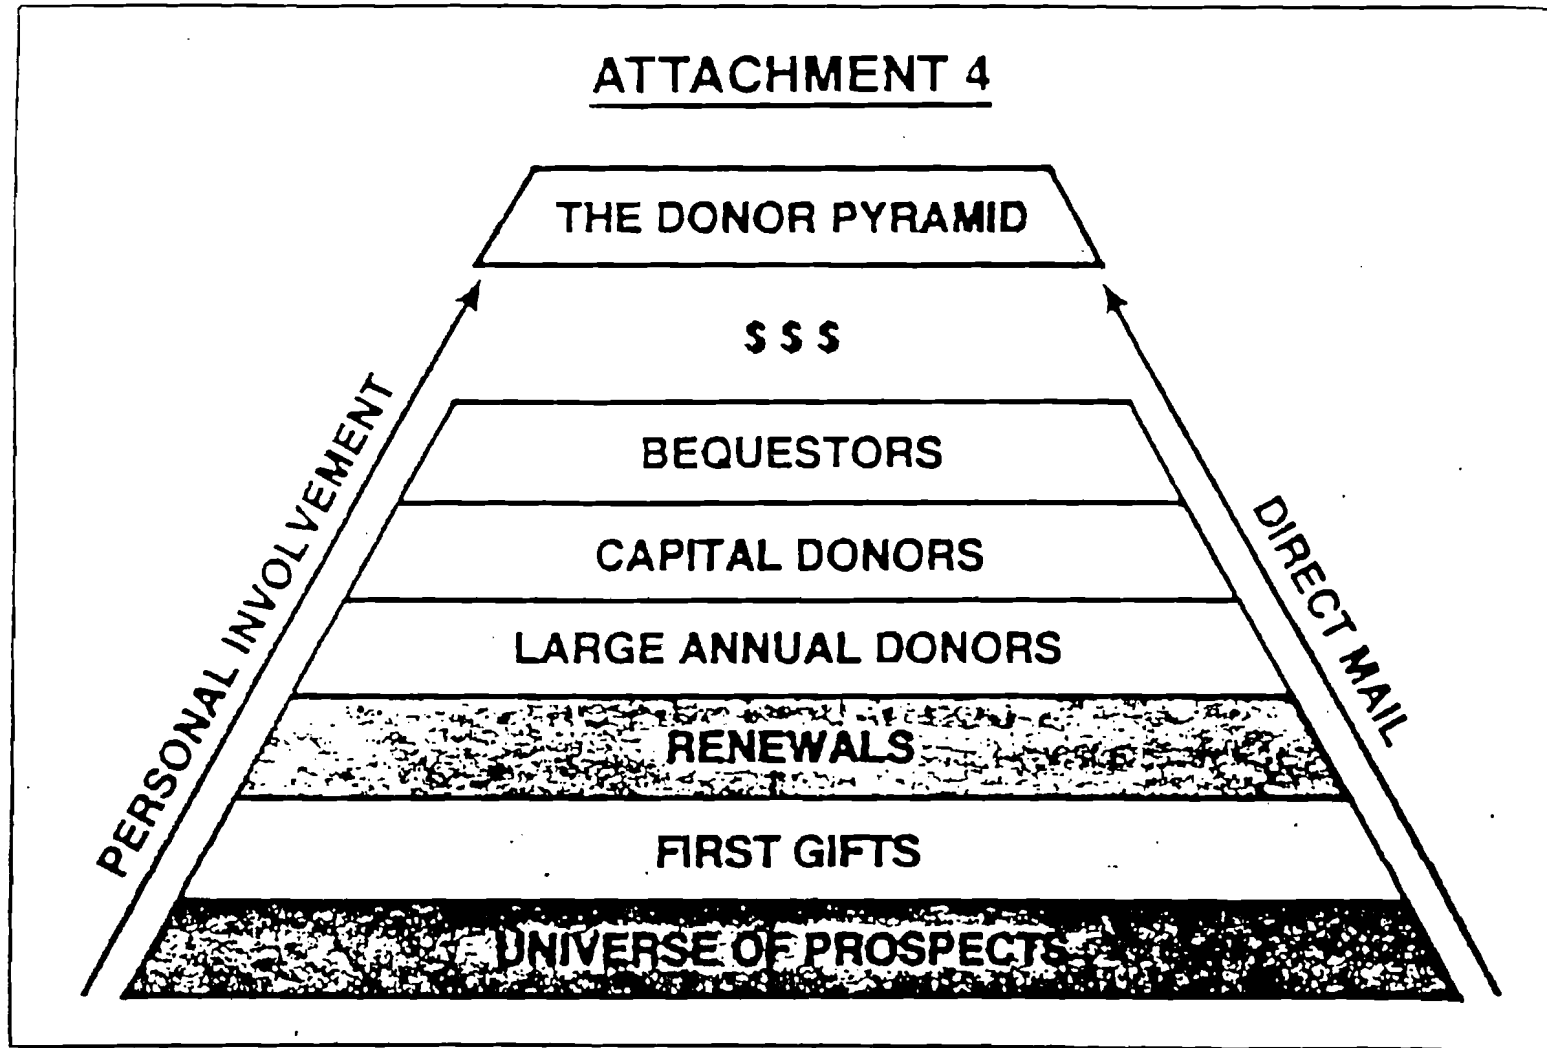 ATTACHMENT 4
THE DONOR PYRAMID
$ $ $
PERSONAL INVOLVEMENT
DIRECT MAIL
BEQUESTORS
CAPITAL DONORS
LARGE ANNUAL DONORS
RENEWALS
FIRST GIFTS
UNIVERSE OF PROSPECTS